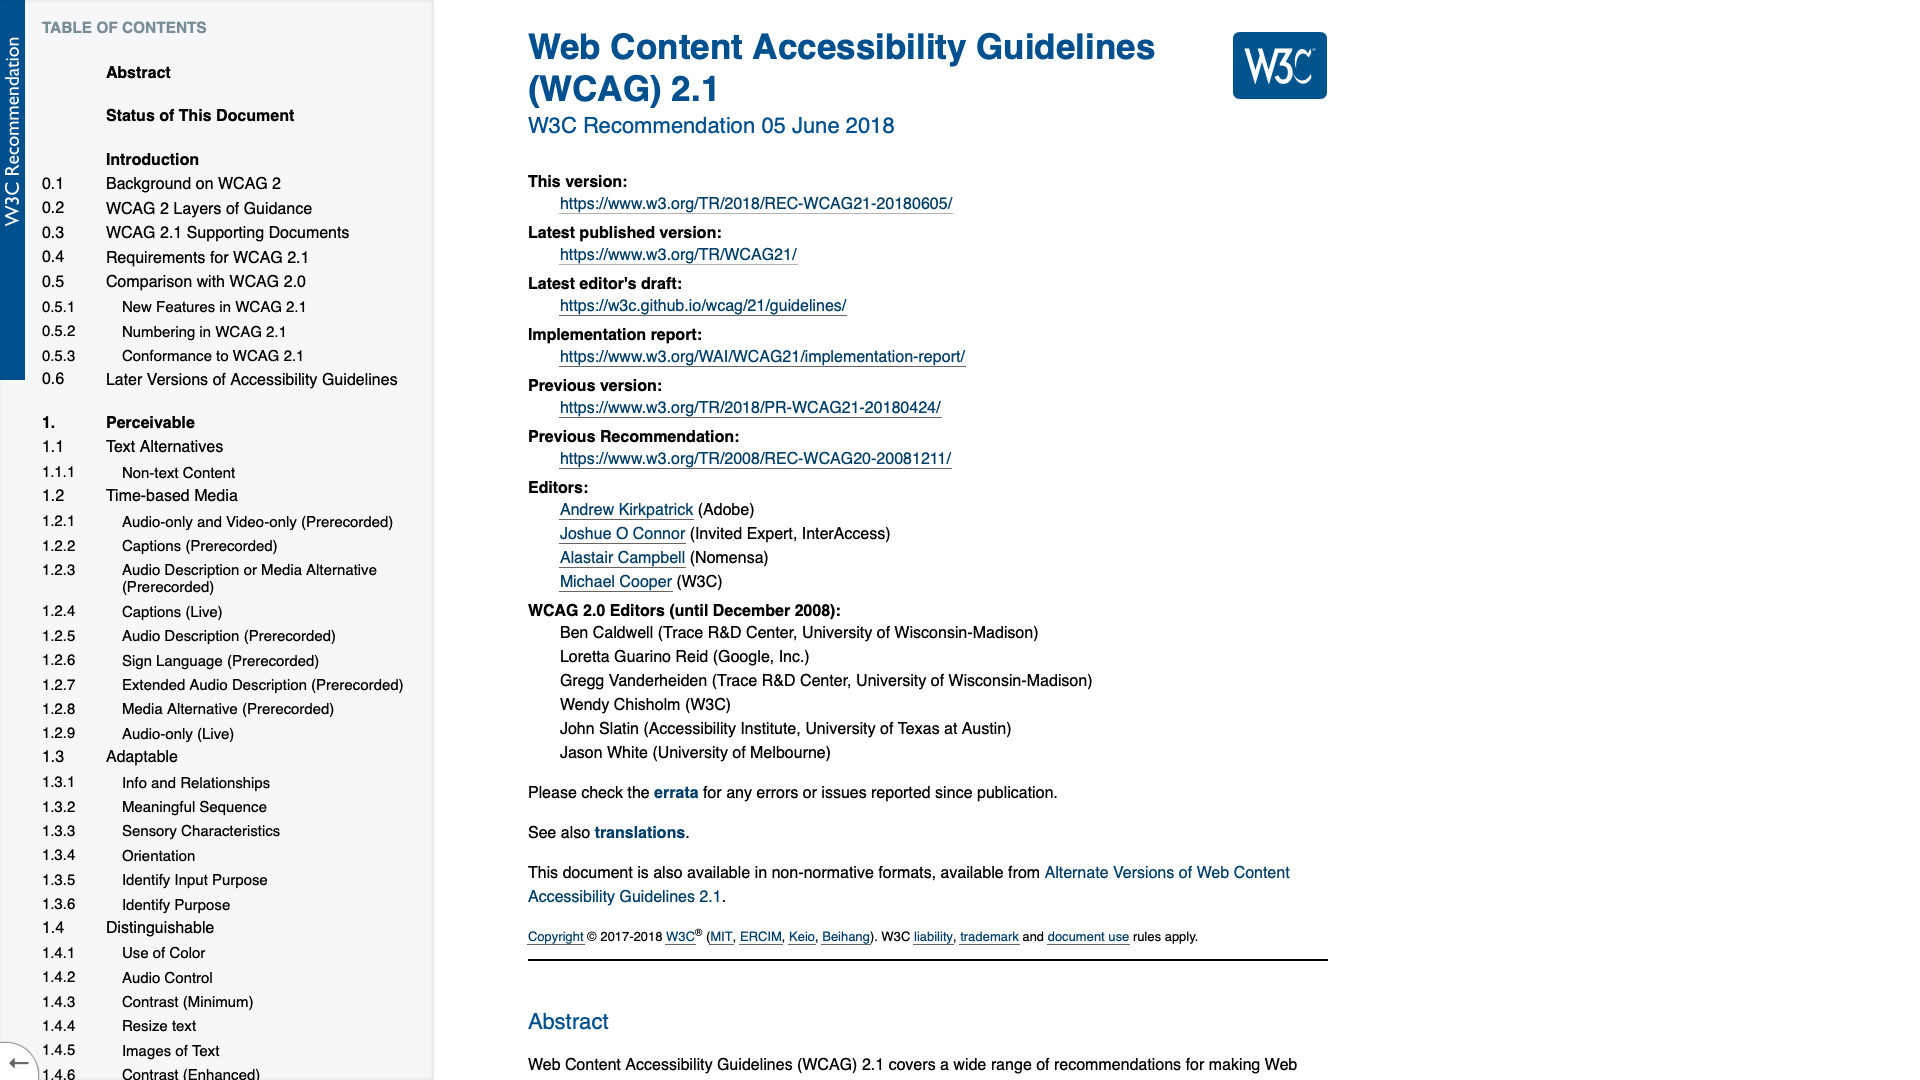 W3C Recommendation
TABLE OF CONTENTS
Abstract
Status of This Document
Introduction
0.1 Background on WCAG 2
0.2 WCAG 2 Layers of Guidance
0.3 WCAG 2.1 Supporting Documents
0.4 Requirements for WCAG 2.1
0.5 Comparison with WCAG 2.0
0.5.1 New Features in WCAG 2.1
0.5.2 Numbering in WCAG 2.1
0.5.3 Conformance to WCAG 2.1
0.6 Later Versions of Accessibility Guidelines
1. Perceivable
1.1 Text Alternatives
1.1.1 Non-text Content
1.2 Time-based Media
1.2.1 Audio-only and Video-only (Prerecorded)
1.2.2 Captions (Prerecorded)
1.2.3 Audio Description or Media Alternative
(Prerecorded)
1.2.4 Captions (Live)
1.2.5 Audio Description (Prerecorded)
1.2.6 Sign Language (Prerecorded)
1.2.7 Extended Audio Description (Prerecorded)
1.2.8 Media Alternative (Prerecorded)
1.2.9 Audio-only (Live)
1.3 Adaptable
1.3.1 Info and Relationships
1.3.2 Meaningful Sequence
1.3.3 Sensory Characteristics
1.3.4 Orientation
1.3.5 Identify Input Purpose
1.3.6 Identify Purpose
1.4 Distinguishable
1.4.1 Use of Color
1.4.2 Audio Control
1.4.3 Contrast (Minimum)
1.4.4 Resize text
1.4.5 Images of Text
1.4.6 Contrast (Enhanced)
Web Content Accessibility Guidelines
(WCAG) 2.1
W3C
W3C Recommendation 05 June 2018
This version:
https://www.w3.org/TR/2018/REC-WCAG21-20180605/
Latest published version:
https://www.w3.org/TR/WCAG21/
Latest editor's draft:
https://w3c.github.io/wcag/21/guidelines/
Implementation report:
https://www.w3.org/WAI/WCAG21/implementation-report/
Previous version:
https://www.w3.org/TR/2018/PR-WCAG21-20180424/
Previous Recommendation:
https://www.w3.org/TR/2008/REC-WCAG20-20081211/
Editors:
Andrew Kirkpatrick (Adobe)
Joshue O Connor (Invited Expert, InterAccess)
Alastair Campbell (Nomensa)
Michael Cooper (W3C)
WCAG 2.0 Editors (until December 2008):
Ben Caldwell (Trace R&D Center, University of Wisconsin-Madison)
Loretta Guarino Reid (Google, Inc.)
Gregg Vanderheiden (Trace R&D Center, University of Wisconsin-Madison)
Wendy Chisholm (W3C)
John Slatin (Accessibility Institute, University of Texas at Austin)
Jason White (University of Melbourne)
Please check the errata for any errors or issues reported since publication.
See also translations.
This document is also available in non-normative formats, available from Alternate Versions of Web Content
Accessibility Guidelines 2.1.
Copyright © 2017-2018 W3C® (MIT, ERCIM, Keio, Beihang). W3C liability, trademark and document use rules apply.
Abstract
Web Content Accessibility Guidelines (WCAG) 2.1 covers a wide range of recommendations for making Web